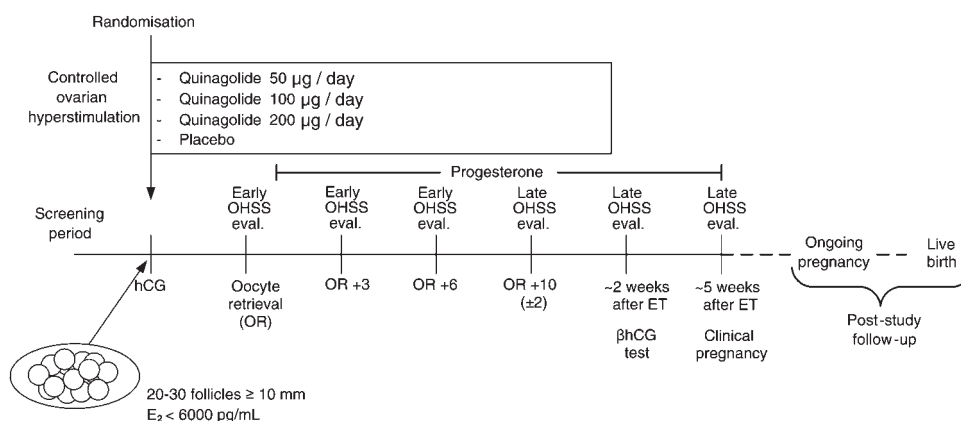 Randomisation
Controlled
ovarian
hyperstimulation
- Quinagolide 50 µg / day
- Quinagolide 100 µg / day
- Quinagolide 200 µg / day
- Placebo
Progesterone
Screening
period
Early
OHSS
eval.
Early
OHSS
eval.
Early
OHSS
eval.
Late
OHSS
eval.
Late
OHSS
eval.
Late
OHSS
eval.
Ongoing
pregnancy
Live
birth
hCG
Oocyte
retrieval
(OR)
OR +3
OR +6
OR +10
(±2)
~2 weeks
after ET
βhCG
test
~5 weeks
after ET
Clinical
pregnancy
Post-study
follow-up
20-30 follicles ≥ 10 mm
E₂ < 6000 pg/mL